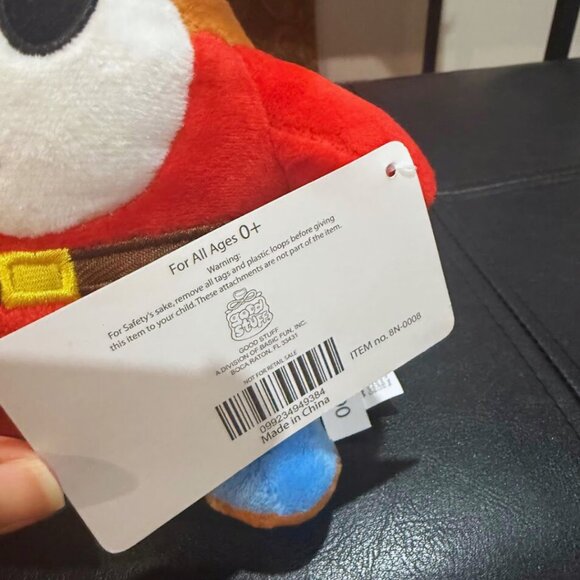 For All Ages 0+
Warning:
For Safety's sake, remove all tags and plastic loops before giving
this item to your child. These attachments are not part of the item.
GOOD STUFF
GOOD STUFF
A DIVISION OF BASIC FUN, INC.
BOCA RATON, FL 33431
NOT FOR RETAIL SALE
ITEM no. 8N-0008
099234949384
Made in China